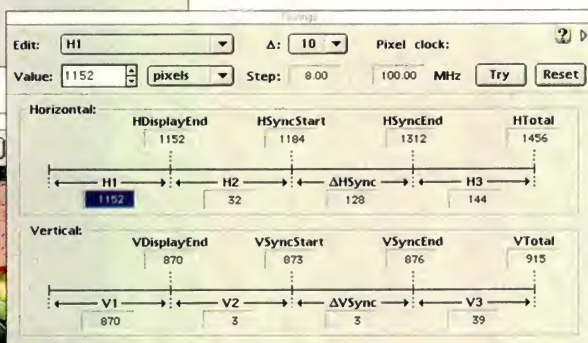 Timings
Edit: H1 Δ: 10 Pixel clock: ?
Value: 1152 pixels Step: 8.00 100.00 MHz Try Reset
Horizontal:
HDisplayEnd HSyncStart HSyncEnd HTotal
1152 1184 1312 1456
H1 H2 ΔHSync H3
1152 32 128 144
Vertical:
VDisplayEnd VSyncStart VSyncEnd VTotal
870 873 876 915
V1 V2 ΔVSync V3
870 3 3 39